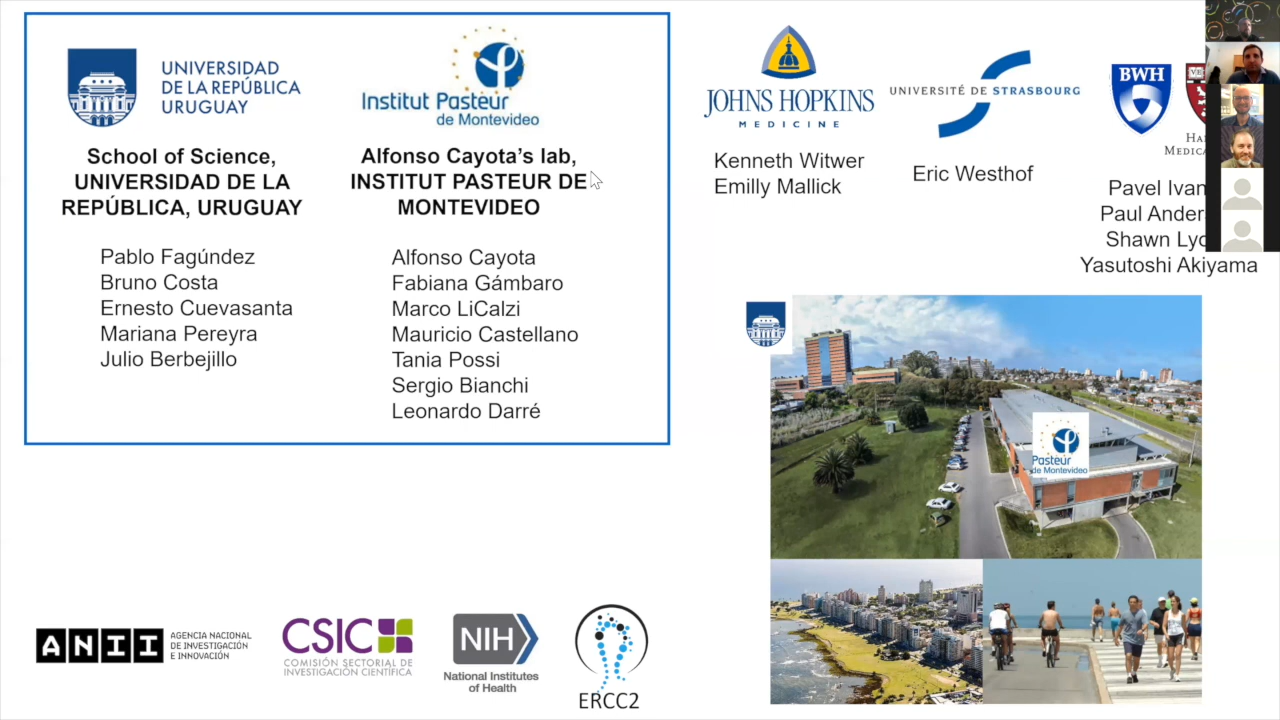 UNIVERSIDAD
DE LA REPÚBLICA
URUGUAY
Institut Pasteur
de Montevideo
School of Science,
UNIVERSIDAD DE LA
REPÚBLICA, URUGUAY
Pablo Fagúndez
Bruno Costa
Ernesto Cuevasanta
Mariana Pereyra
Julio Berbejillo
Alfonso Cayota's lab,
INSTITUT PASTEUR DE
MONTEVIDEO
Alfonso Cayota
Fabiana Gámbaro
Marco LiCalzi
Mauricio Castellano
Tania Possi
Sergio Bianchi
Leonardo Darré
JOHNS HOPKINS
MEDICINE
Kenneth Witwer
Emilly Mallick
UNIVERSITÉ DE STRASBOURG
Eric Westhof
BWH
Pavel
Paul
Shawn
Yasutoshi Akiyama
Pasteur
de Montevideo
ANII
AGENCIA NACIONAL
DE INVESTIGACIÓN
E INNOVACIÓN
CSIC
COMISIÓN SECTORIAL DE
INVESTIGACIÓN CIENTÍFICA
NIH
National Institutes
of Health
ERCC2